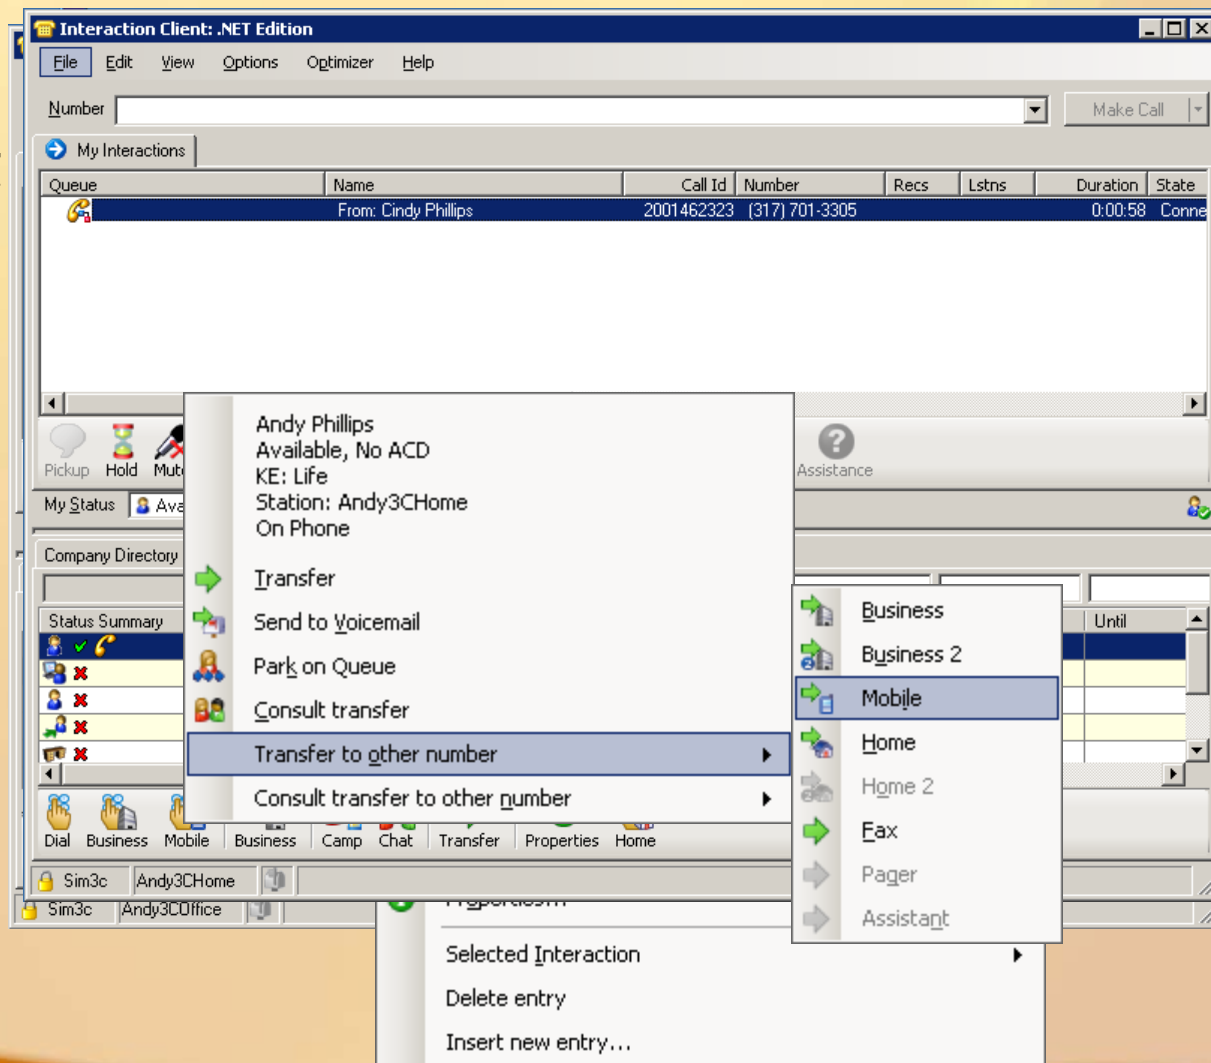 Interaction Client: .NET Edition
File Edit View Options Optimizer Help
Number Make Call
My Interactions
Queue Name Call Id Number Recs Lstns Duration State
From: Cindy Phillips 2001462323 (317) 701-3305 0:00:58 Conne
Pickup Hold Mute Assistance
My Status Ava
Andy Phillips
Available, No ACD
KE: Life
Station: Andy3CHome
On Phone
Transfer
Send to Voicemail
Park on Queue
Consult transfer
Transfer to other number
Consult transfer to other number
Business
Business 2
Mobile
Home
Home 2
Fax
Pager
Assistant
Company Directory
Status Summary Until
Dial Business Mobile Business Camp Chat Transfer Properties Home
Sim3c Andy3CHome
Sim3c Andy3COffice
Properties...
Selected Interaction
Delete entry
Insert new entry...